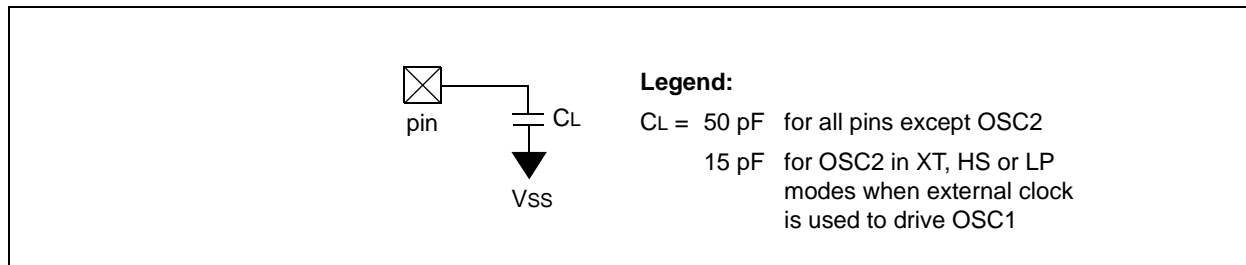 Legend:
pin
CL
CL = 50 pF for all pins except OSC2
15 pF for OSC2 in XT, HS or LP
modes when external clock
is used to drive OSC1
VSS